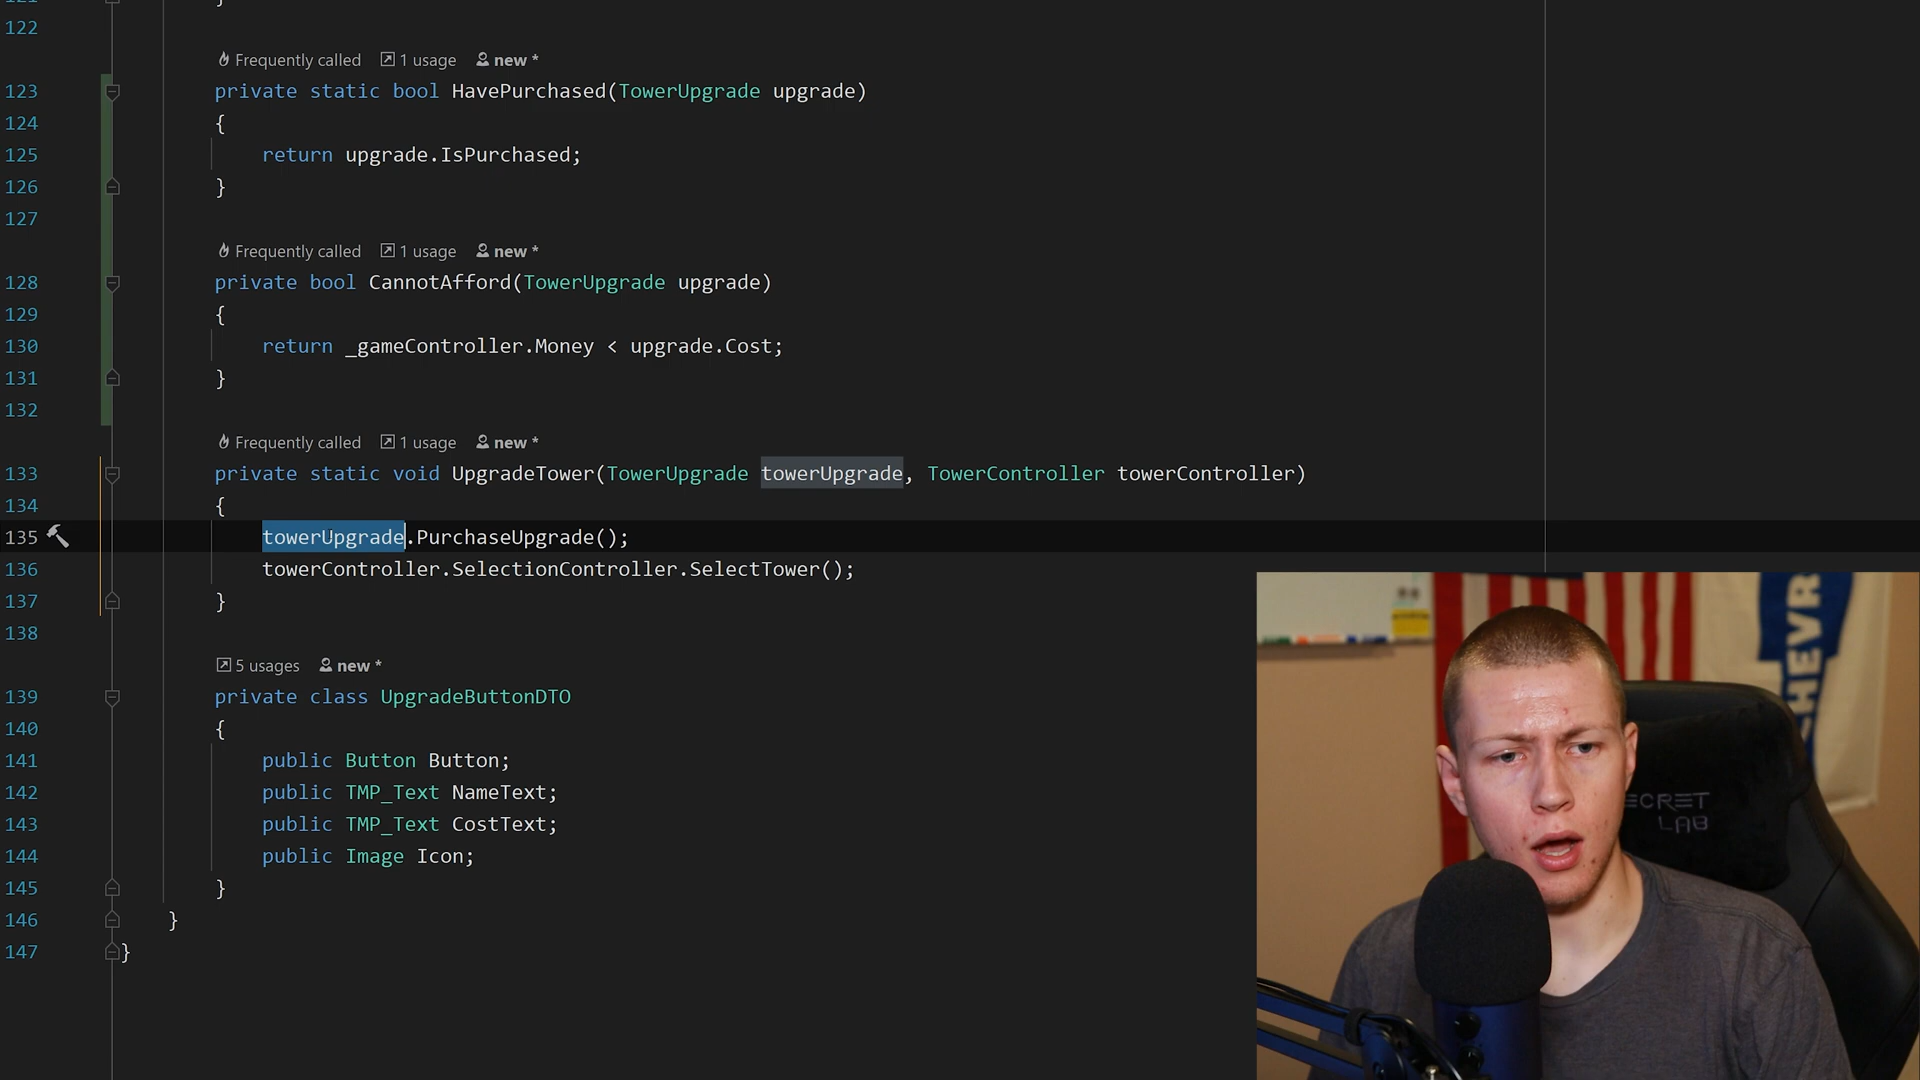 122
Frequently called 1 usage new *
123 private static bool HavePurchased(TowerUpgrade upgrade)
124 {
125 return upgrade.IsPurchased;
126 }
127
Frequently called 1 usage new *
128 private bool CannotAfford(TowerUpgrade upgrade)
129 {
130 return _gameController.Money < upgrade.Cost;
131 }
132
Frequently called 1 usage new *
133 private static void UpgradeTower(TowerUpgrade towerUpgrade, TowerController towerController)
134 {
135 towerUpgrade.PurchaseUpgrade();
136 towerController.SelectionController.SelectTower();
137 }
138
5 usages new *
139 private class UpgradeButtonDTO
140 {
141 public Button Button;
142 public TMP_Text NameText;
143 public TMP_Text CostText;
144 public Image Icon;
145 }
146 }
147 }
CHEVR
ECRET
LAB